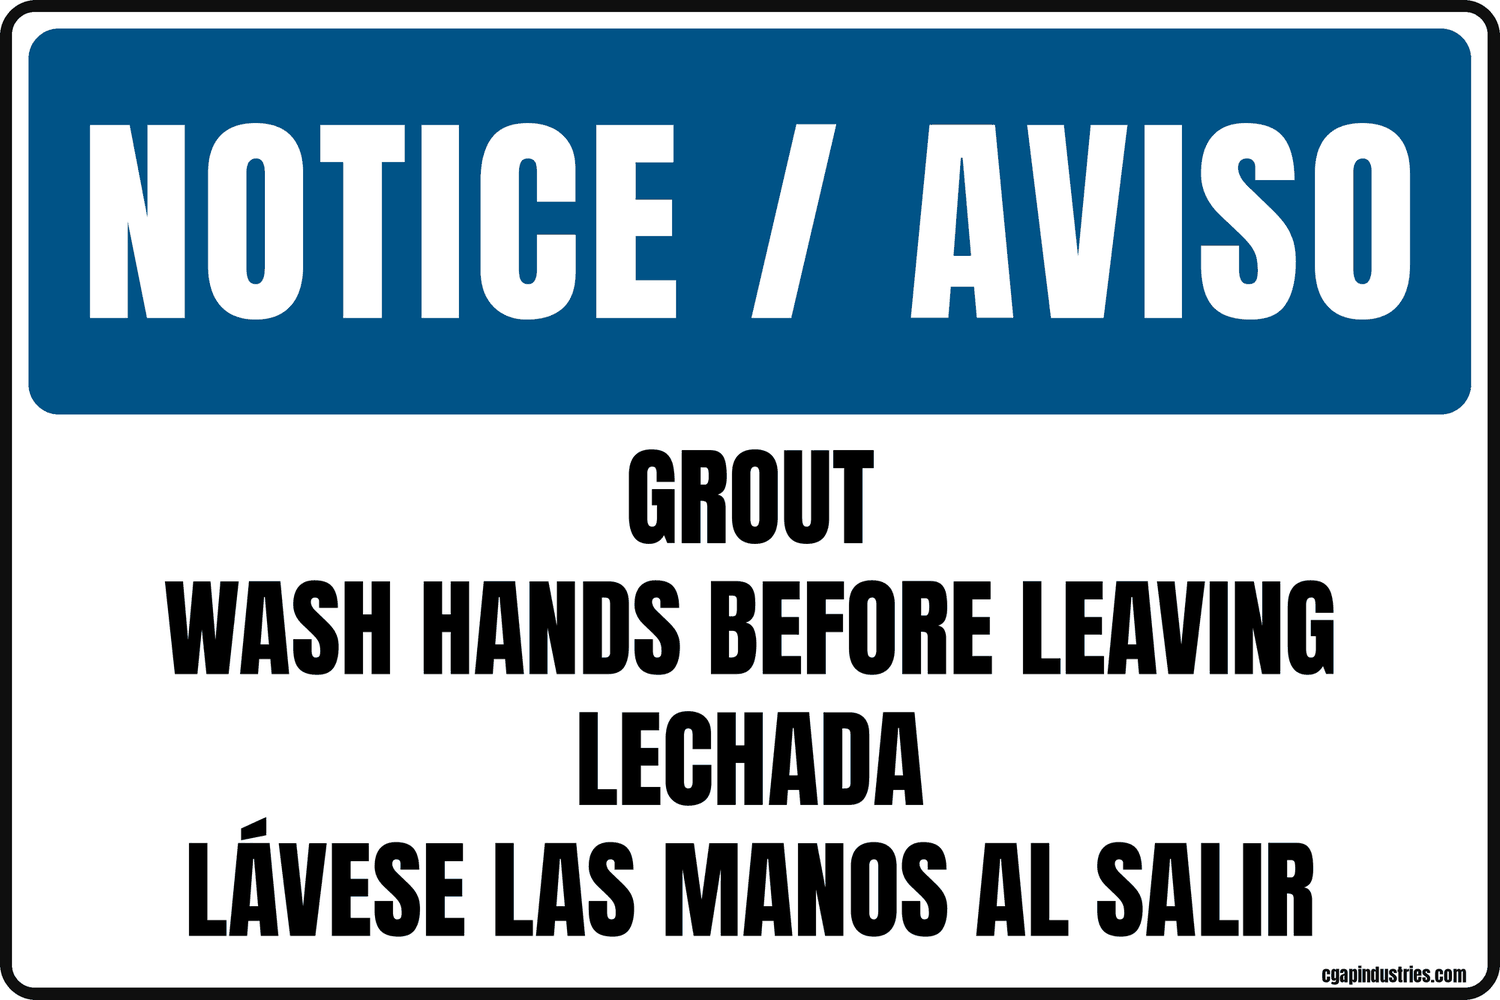 NOTICE / AVISO
GROUT
WASH HANDS BEFORE LEAVING
LECHADA
LÁVESE LAS MANOS AL SALIR
cgapindustries.com